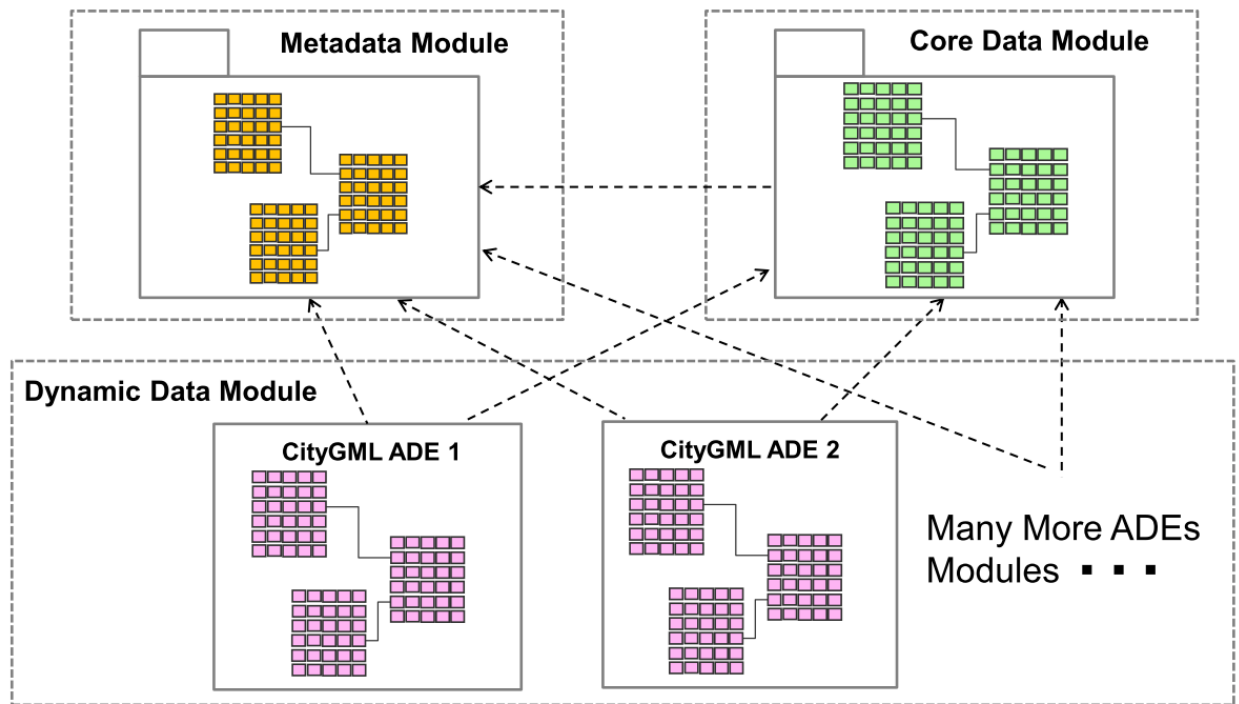 Metadata Module
Core Data Module
Dynamic Data Module
CityGML ADE 1
CityGML ADE 2
Many More ADEs
Modules ▪ ▪ ▪